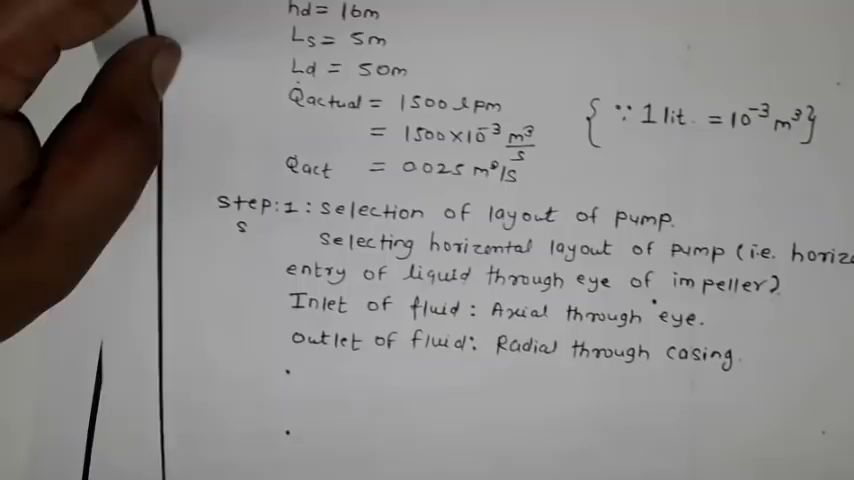 hd = 16m
Ls = 5m
Ld = 50m
Qactual = 1500 lpm { ∵ 1 lit. = 10⁻³ m³}
= 1500×10⁻³ m³/s
Qact = 0.025 m³/s
Step:1: Selection of layout of pump.
s
Selecting horizontal layout of pump (i.e. horizo
entry of liquid through eye of impeller).
Inlet of fluid: Axial through eye.
Outlet of fluid: Radial through casing.